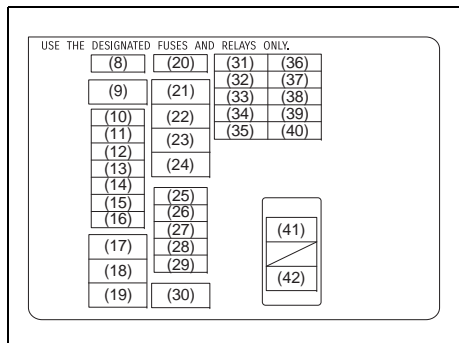 USE THE DESIGNATED FUSES AND RELAYS ONLY.
(8) (20) (31) (36)
(32) (37)
(9) (21) (33) (38)
(10) (22) (34) (39)
(11) (23) (35) (40)
(12)
(13) (24)
(14)
(15) (25)
(16) (26)
(27) (41)
(17) (28)
(18) (29) (42)
(19) (30)